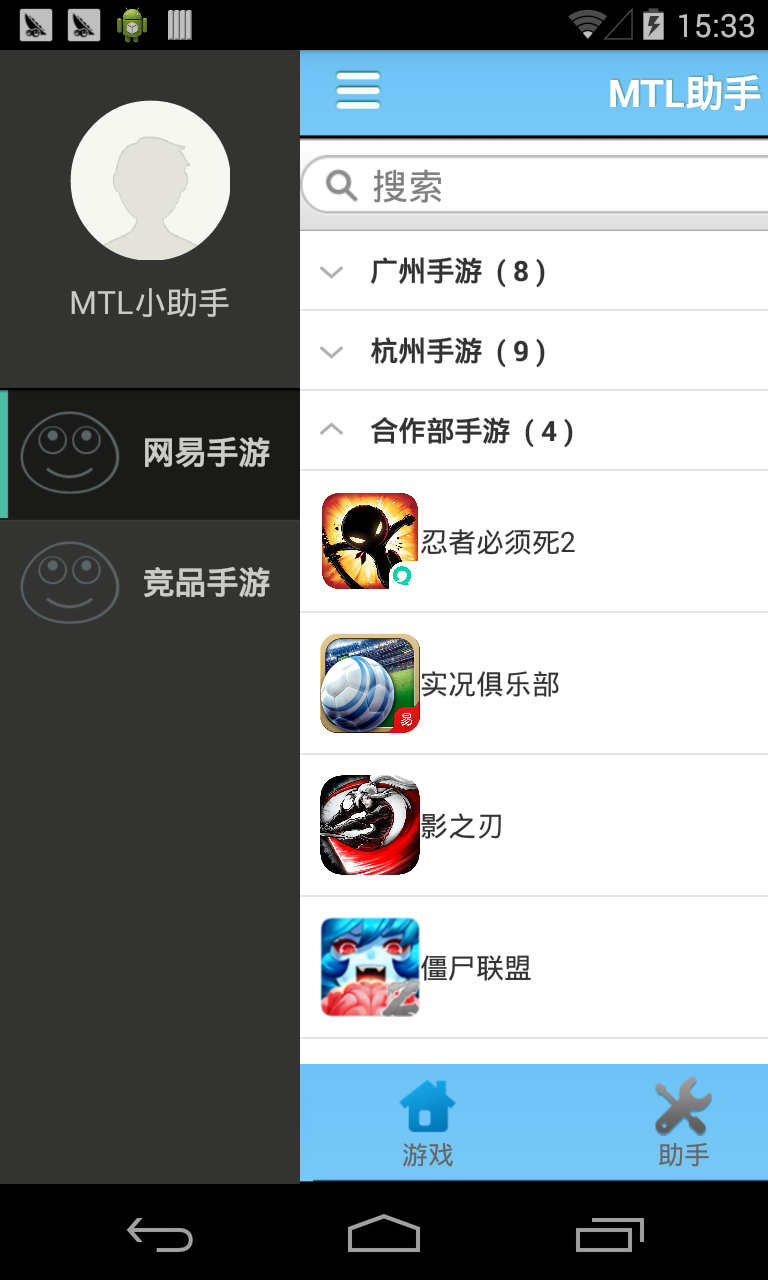 15:33
MTL小助手
网易手游
竞品手游
MTL助手
搜索
广州手游 ( 8 )
杭州手游 ( 9 )
合作部手游 ( 4 )
忍者必须死2
实况俱乐部
易
影之刃
僵尸联盟
游戏
助手